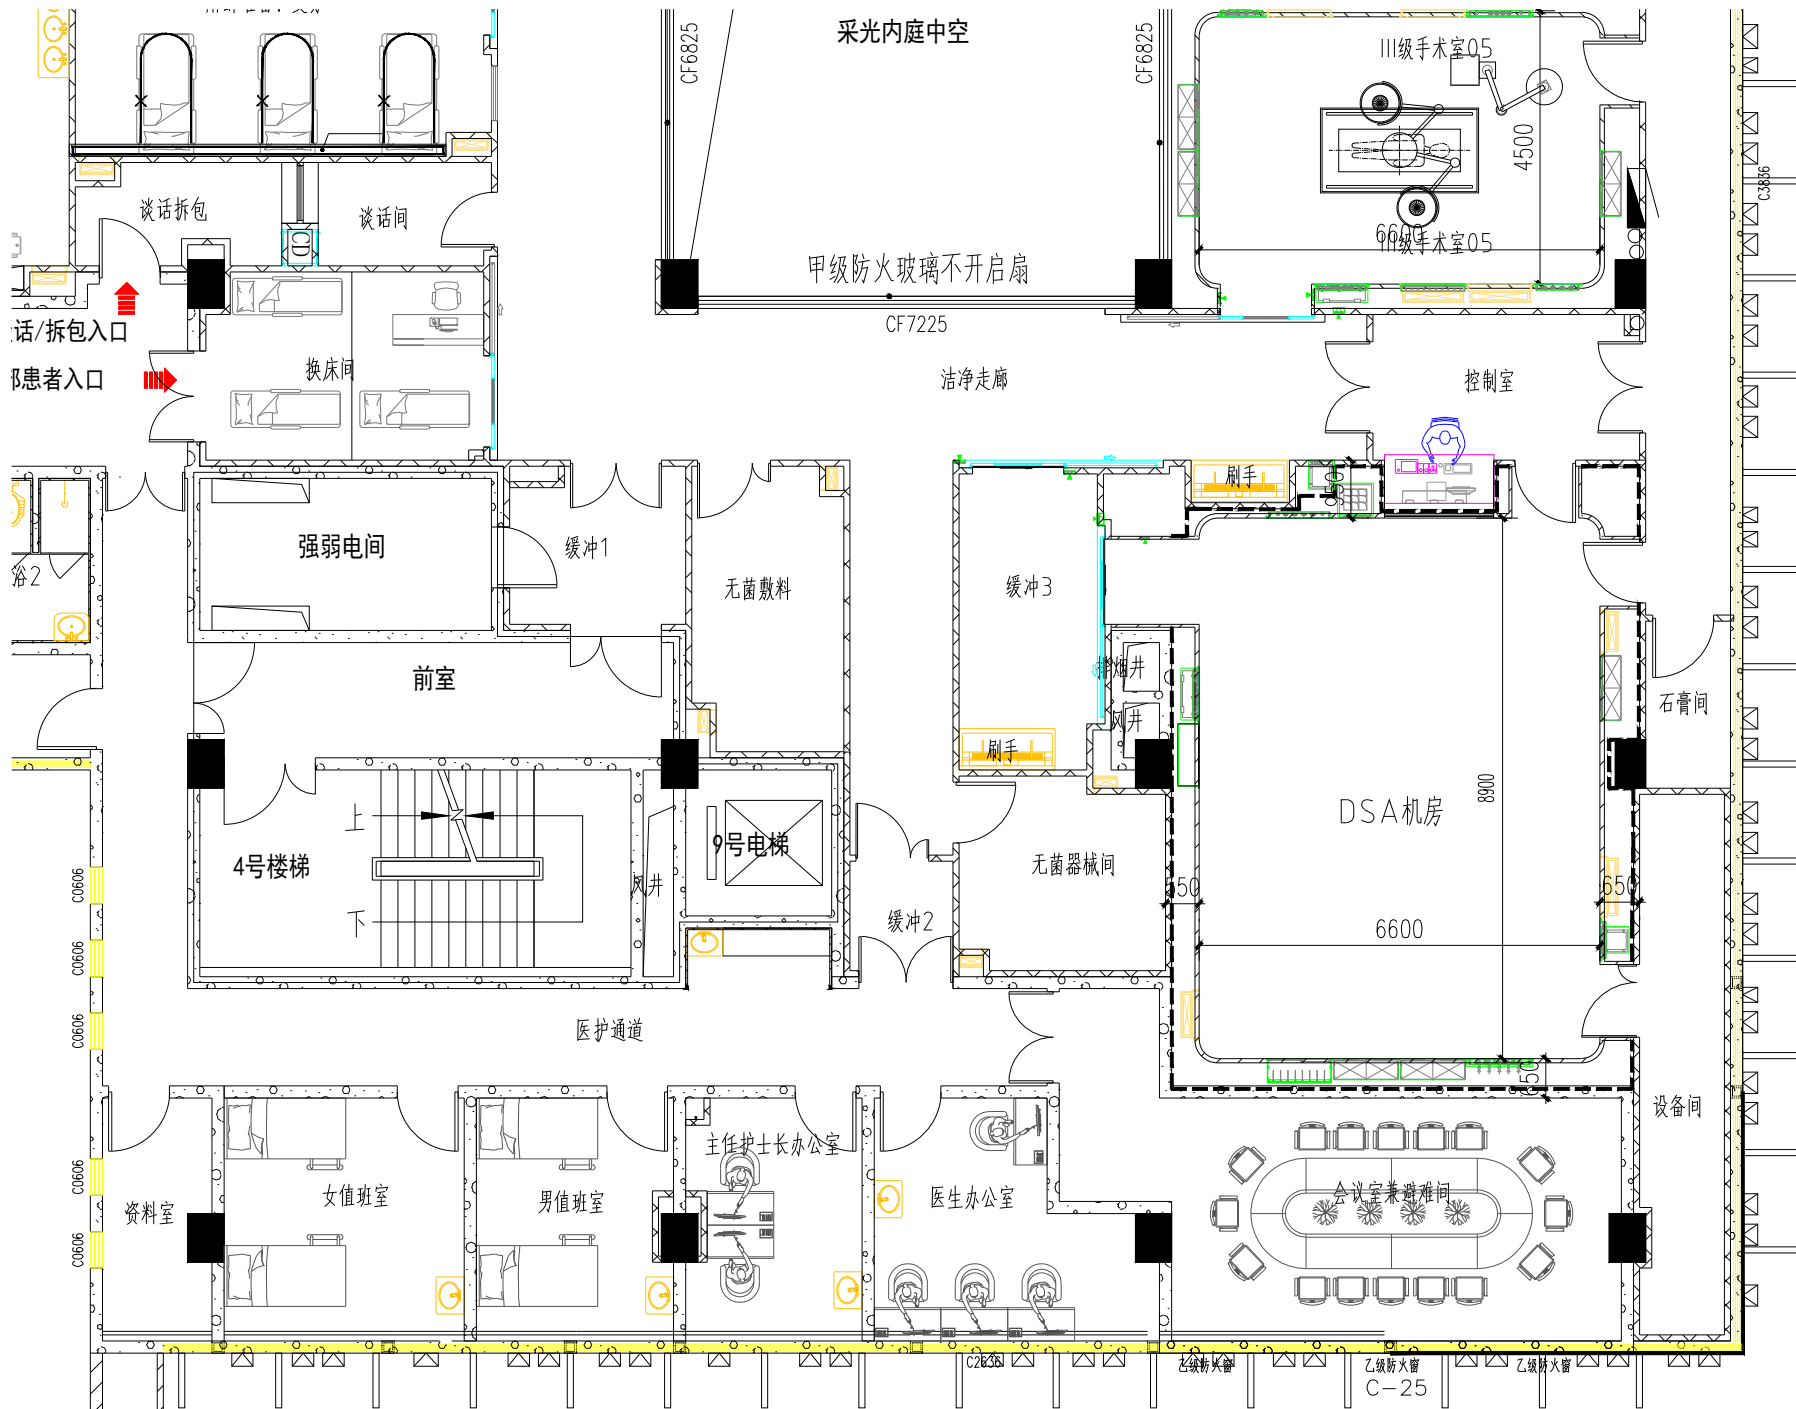 采光内庭中空
CF6825
CF6825
III级手术室05
4500
C3836
谈话拆包
谈话间
CD
6600
III级手术室05
甲级防火玻璃不开启扇
CF7225
话/拆包入口
患者入口
换床间
洁净走廊
控制室
刷手
强弱电间
缓冲1
无菌敷料
缓冲3
浴2
排烟井
风井
前室
石膏间
刷手
8900
DSA机房
上
9号电梯
4号楼梯
无菌器械间
风井
650
下
缓冲2
6600
C0606
C0606
C0606
医护通道
650
设备间
主任护士长办公室
C0606
女值班室
男值班室
医生办公室
会议室兼避难间
资料室
C0606
C2636
乙级防火窗
乙级防火窗
乙级防火窗
C-25